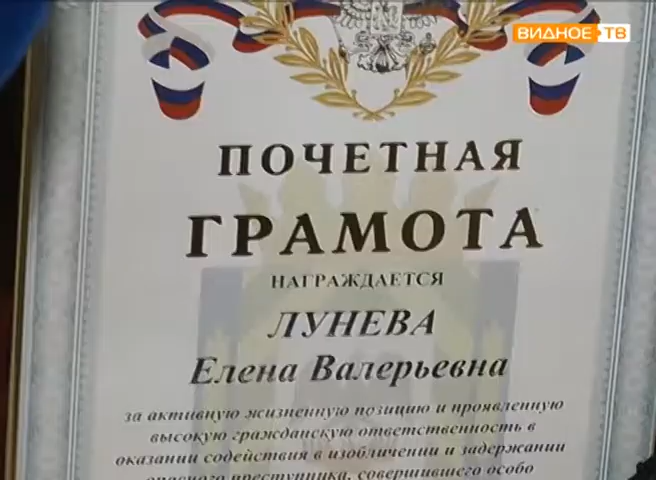 ВИДНОЕ ТВ
ПОЧЕТНАЯ
ГРАМОТА
НАГРАЖДАЕТСЯ
ЛУНЕВА
Елена Валерьевна
за активную жизненную позицию и проявленную
высокую гражданскую ответственность в
оказании содействия в изобличении и задержании
опасного преступника, совершившего особо